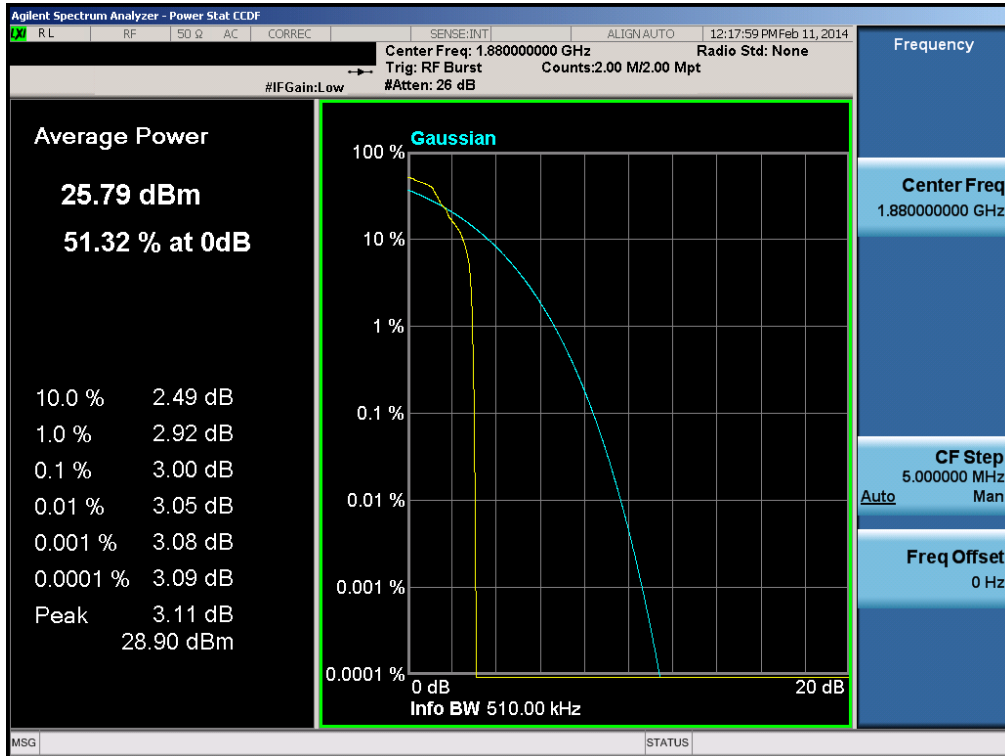 Agilent Spectrum Analyzer - Power Stat CCDF
LXI RL RF 50 Ω AC CORREC SENSE:INT ALIGN AUTO 12:17:59 PM Feb 11, 2014
Center Freq: 1.880000000 GHz Radio Std: None
Trig: RF Burst Counts:2.00 M/2.00 Mpt
#IFGain:Low #Atten: 26 dB
Average Power
25.79 dBm
51.32 % at 0dB
10.0 % 2.49 dB
1.0 % 2.92 dB
0.1 % 3.00 dB
0.01 % 3.05 dB
0.001 % 3.08 dB
0.0001 % 3.09 dB
Peak 3.11 dB
28.90 dBm
Gaussian
100 %
10 %
1 %
0.1 %
0.01 %
0.001 %
0.0001 %
0 dB 20 dB
Info BW 510.00 kHz
Frequency
Center Freq
1.880000000 GHz
CF Step
5.000000 MHz
Auto Man
Freq Offset
0 Hz
MSG STATUS